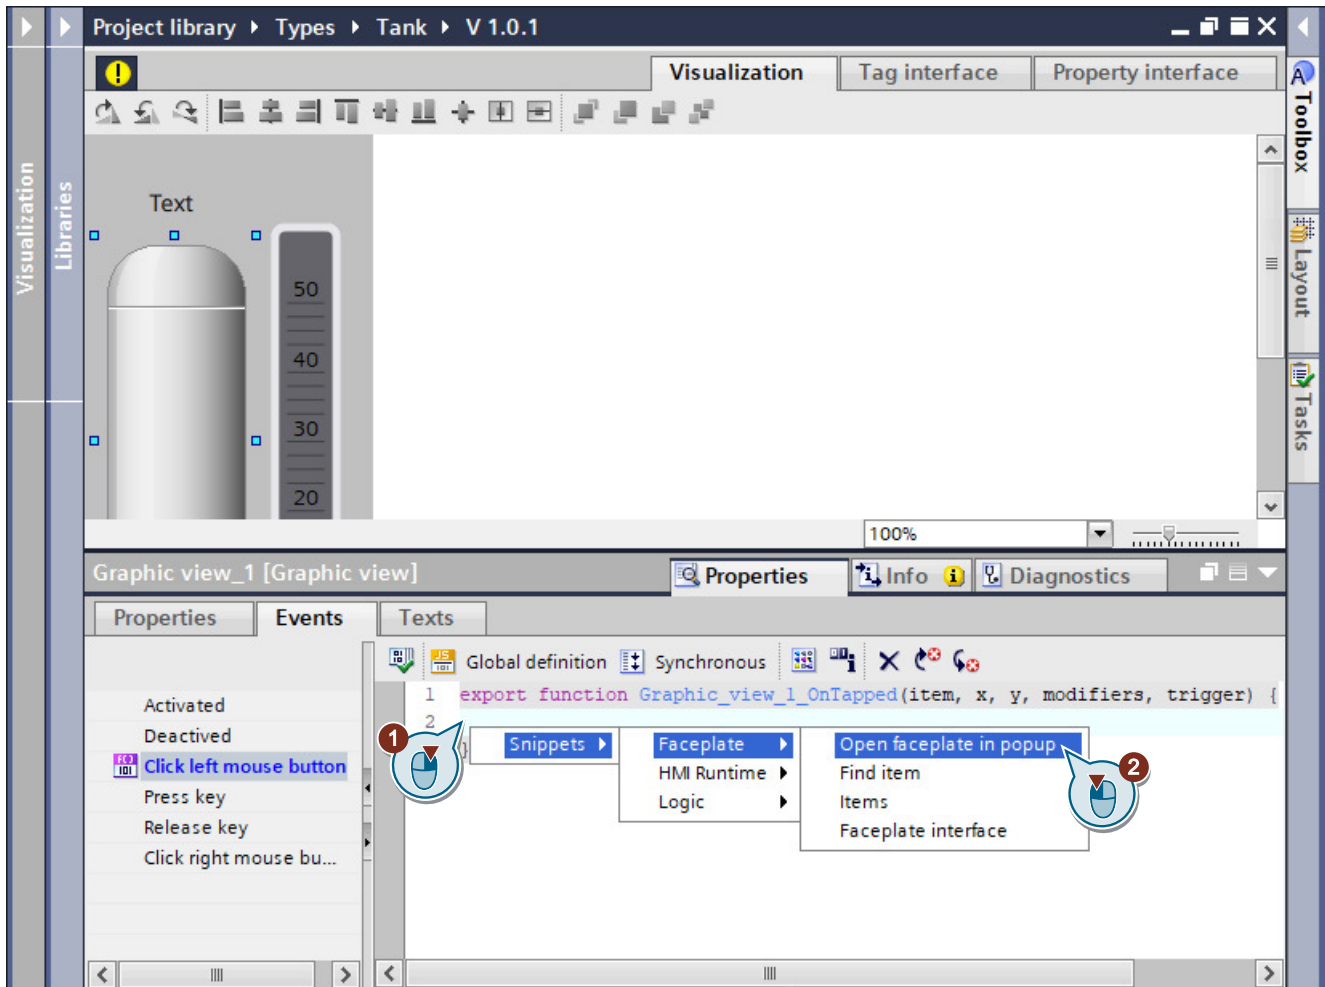 Project library Types Tank V 1.0.1
Visualization Tag interface Property interface
Toolbox
Layout
Tasks
Visualization
Libraries
Text
50
40
30
20
100%
Graphic view_1 [Graphic view]
Properties Info Diagnostics
Properties Events Texts
Global definition Synchronous
Activated
Deactived
Click left mouse button
Press key
Release key
Click right mouse bu...
1 export function Graphic_view_1_OnTapped(item, x, y, modifiers, trigger) {
2
}
1
Snippets
Faceplate
HMI Runtime
Logic
Open faceplate in popup
Find item
Items
Faceplate interface
2